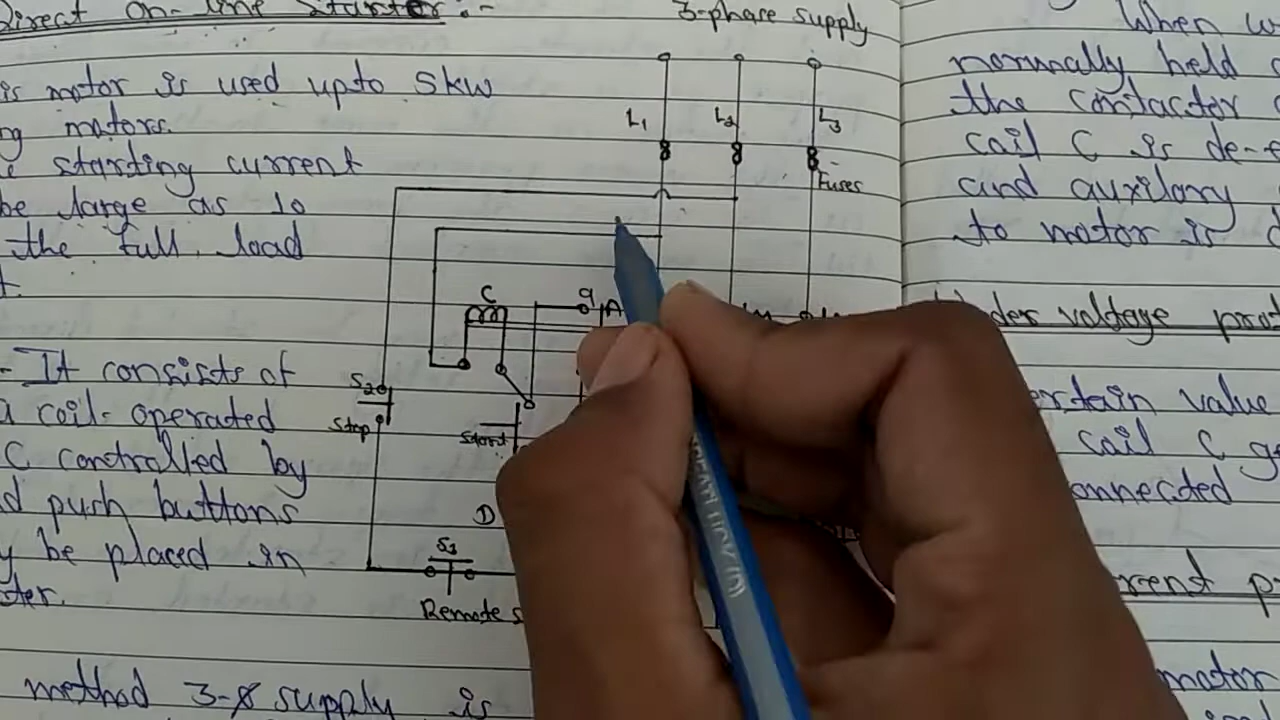 Direct On-line Starter:-
is motor is used upto 5kw
ng motors.
e starting current
be large as 10
the full load
t.
-It consists of
a coil operated
C controlled by
d push buttons
y be placed in
ter.
method 3-ϕ supply is
3-phase supply
L1
L2
L3
Fuses
C
a
A
S2
Stop
Start
D
S3
Remote s
When w
normally held
the contactor
coil C is de-e
and auxilory
to motor is d
der voltage prot
ertain value
coil C g
onnected
rrent p
motor